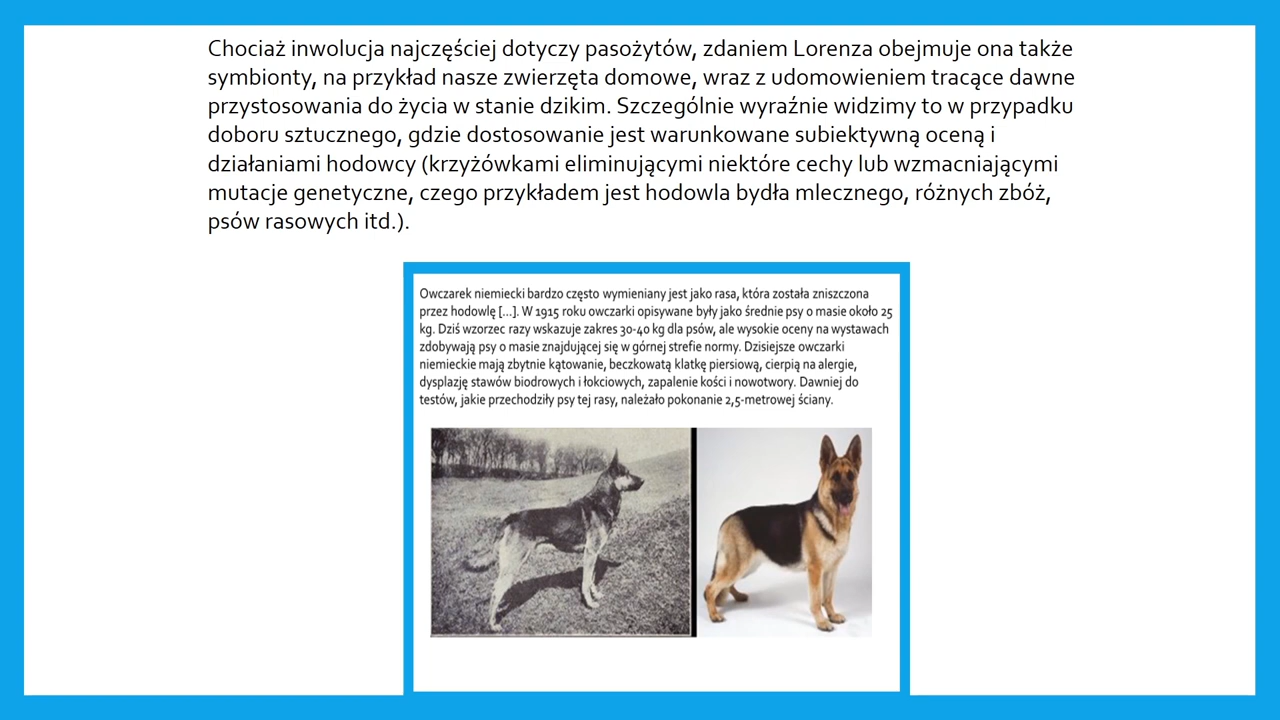 Chociaż inwolucja najczęściej dotyczy pasożytów, zdaniem Lorenza obejmuje ona także
symbionty, na przykład nasze zwierzęta domowe, wraz z udomowieniem tracące dawne
przystosowania do życia w stanie dzikim. Szczególnie wyraźnie widzimy to w przypadku
doboru sztucznego, gdzie dostosowanie jest warunkowane subiektywną oceną i
działaniami hodowcy (krzyżówkami eliminującymi niektóre cechy lub wzmacniającymi
mutacje genetyczne, czego przykładem jest hodowla bydła mlecznego, różnych zbóż,
psów rasowych itd.).
Owczarek niemiecki bardzo często wymieniany jest jako rasa, która została zniszczona
przez hodowlę [...]. W 1915 roku owczarki opisywane były jako średnie psy o masie około 25
kg. Dziś wzorzec razy wskazuje zakres 30-40 kg dla psów, ale wysokie oceny na wystawach
zdobywają psy o masie znajdującej się w górnej strefie normy. Dzisiejsze owczarki
niemieckie mają zbytnie kątowanie, beczkowatą klatkę piersiową, cierpią na alergie,
dysplazję stawów biodrowych i łokciowych, zapalenie kości i nowotwory. Dawniej do
testów, jakie przechodziły psy tej rasy, należało pokonanie 2,5-metrowej ściany.